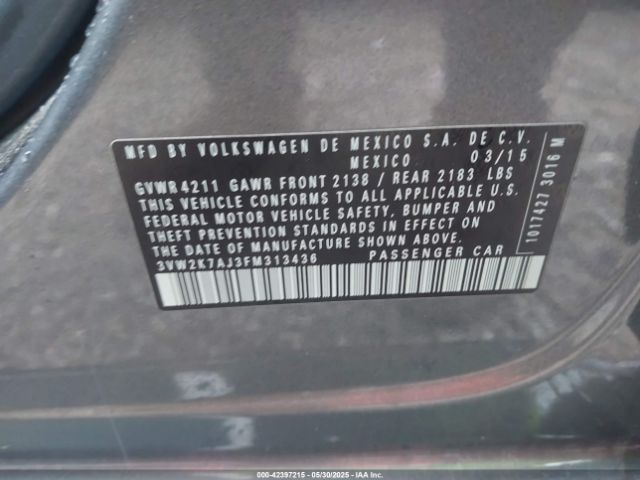 MFD BY VOLKSWAGEN DE MEXICO S.A. DE C.V.
MEXICO 03/15
GVWR 4211 GAWR FRONT 2138 / REAR 2183 LBS
THIS VEHICLE CONFORMS TO ALL APPLICABLE U.S.
FEDERAL MOTOR VEHICLE SAFETY, BUMPER AND
THEFT PREVENTION STANDARDS IN EFFECT ON
THE DATE OF MANUFACTURE SHOWN ABOVE.
3VW2K7AJ3FM313436 PASSENGER CAR
1017427 3016 M
000-42397215 - 05/30/2025 - IAA Inc.